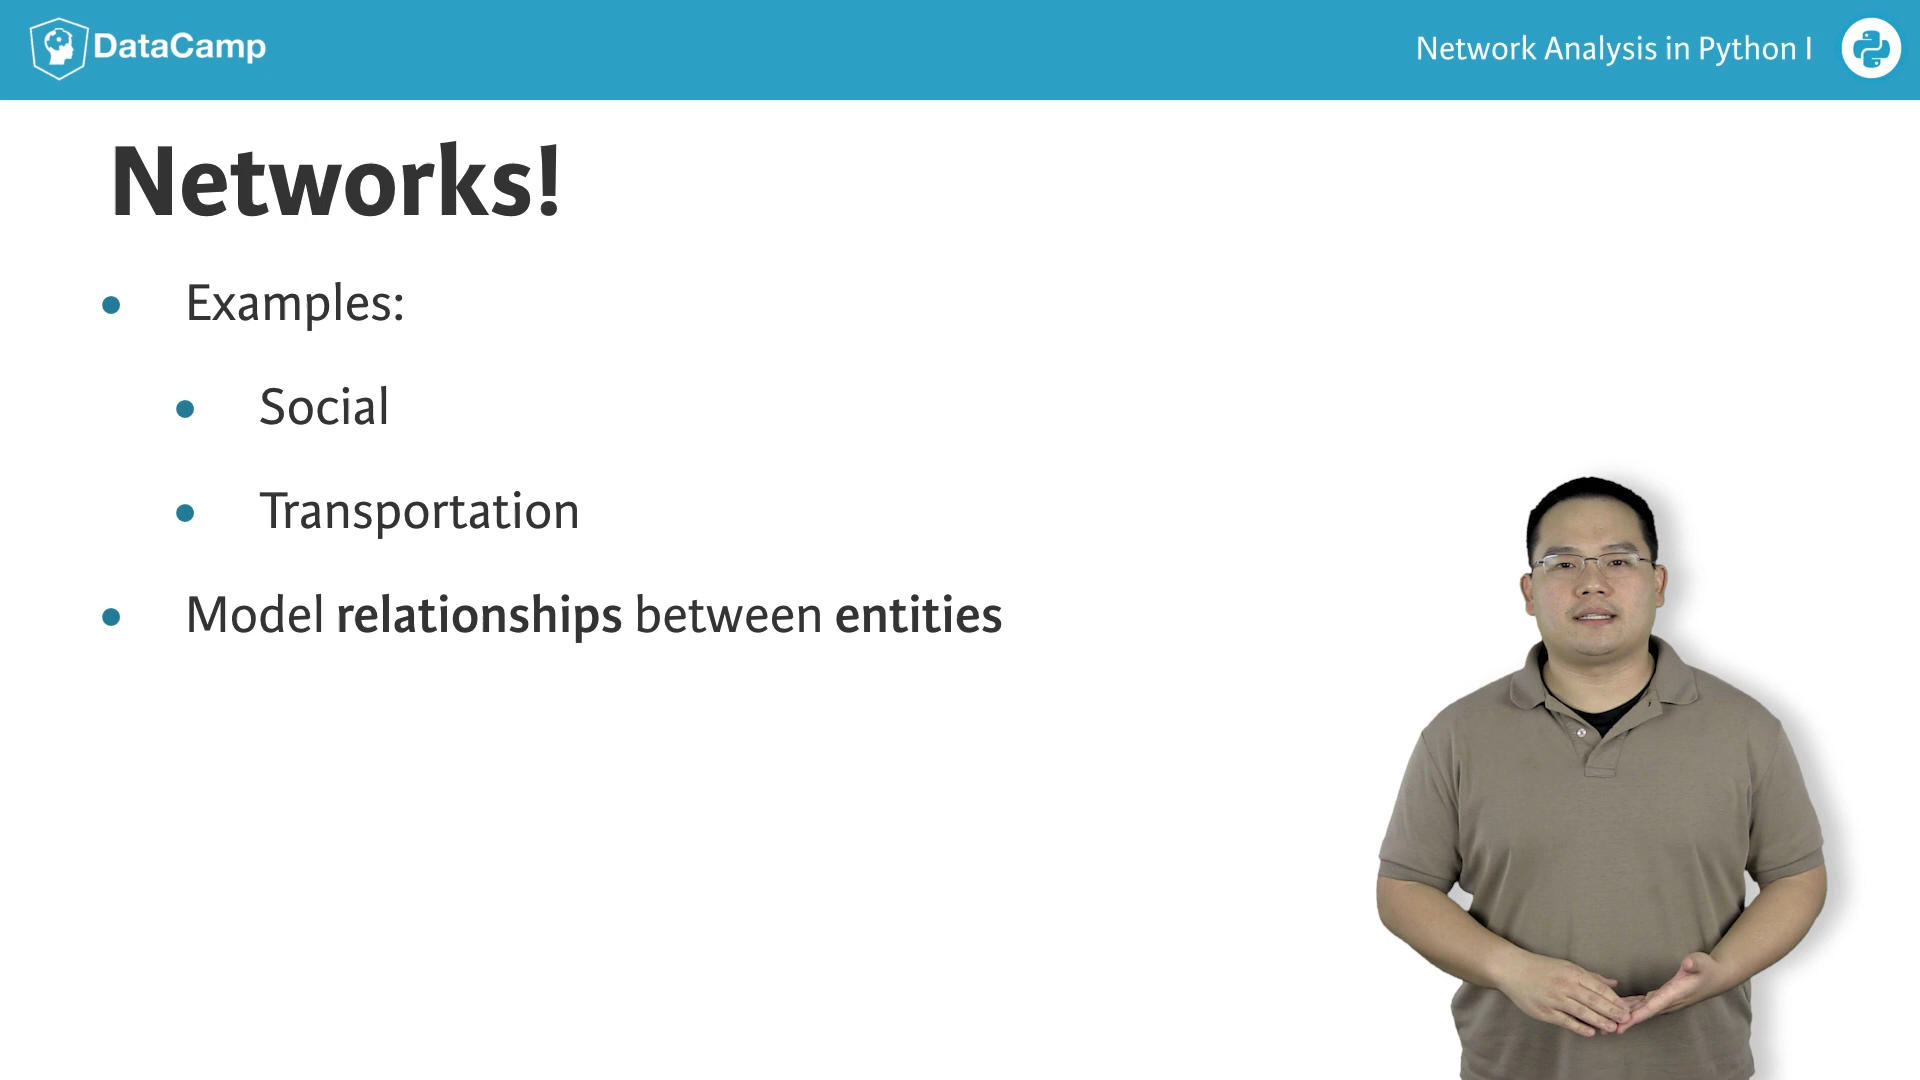 DataCamp
Network Analysis in Python I
Networks!
Examples:
Social
Transportation
Model relationships between entities